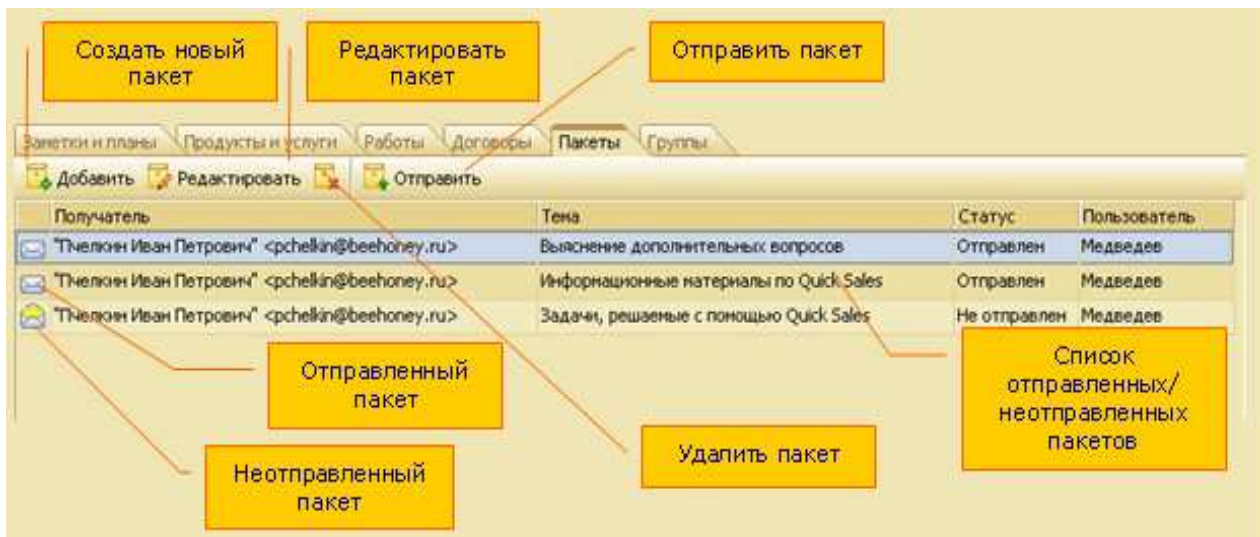 Создать новый
пакет
Редактировать
пакет
Отправить пакет
Заметки и планы Продукты и услуги Работы Договоры Пакеты Группы
Добавить Редактировать Отправить
Получатель Тема Статус Пользователь
"Пчелкин Иван Петрович" <pchelkin@beehoney.ru> Выяснение дополнительных вопросов Отправлен Медведев
"Пчелкин Иван Петрович" <pchelkin@beehoney.ru> Информационные материалы по Quick Sales Отправлен Медведев
"Пчелкин Иван Петрович" <pchelkin@beehoney.ru> Задачи, решаемые с помощью Quick Sales Не отправлен Медведев
Отправленный
пакет
Список
отправленных/
неотправленных
пакетов
Удалить пакет
Неотправленный
пакет